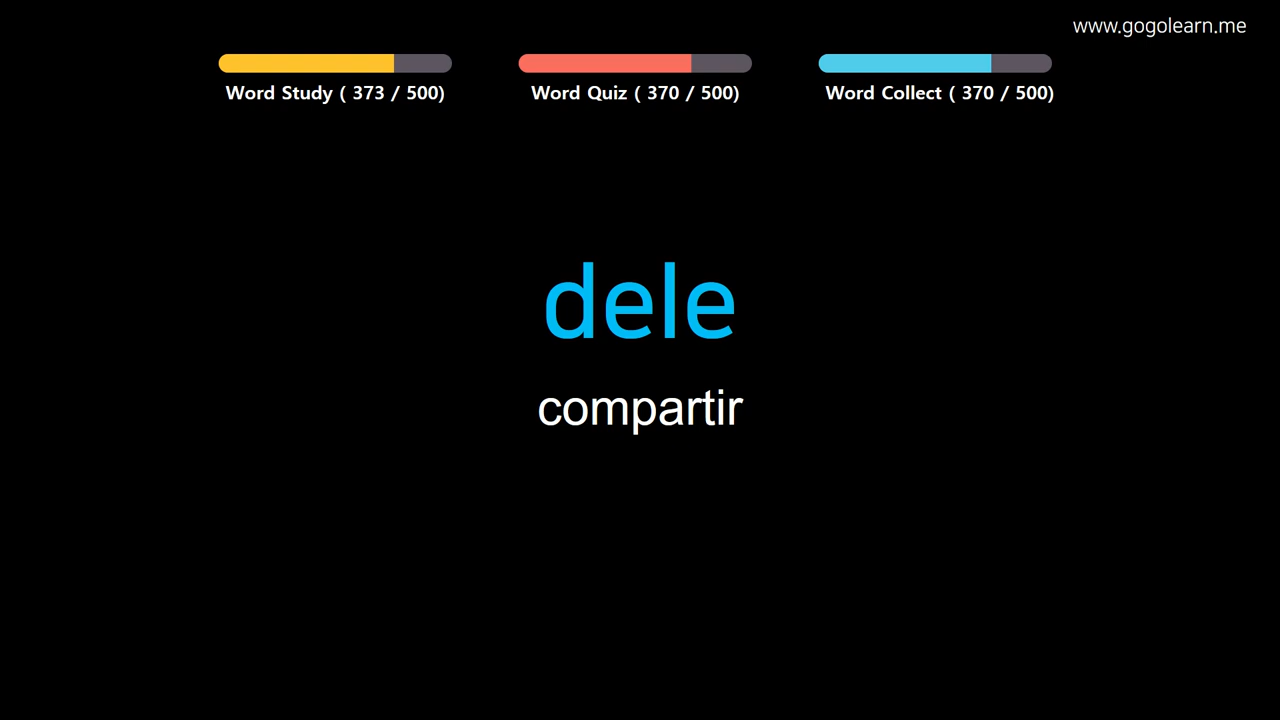 www.gogolearn.me
Word Study ( 373 / 500)
Word Quiz ( 370 / 500)
Word Collect ( 370 / 500)
dele
compartir